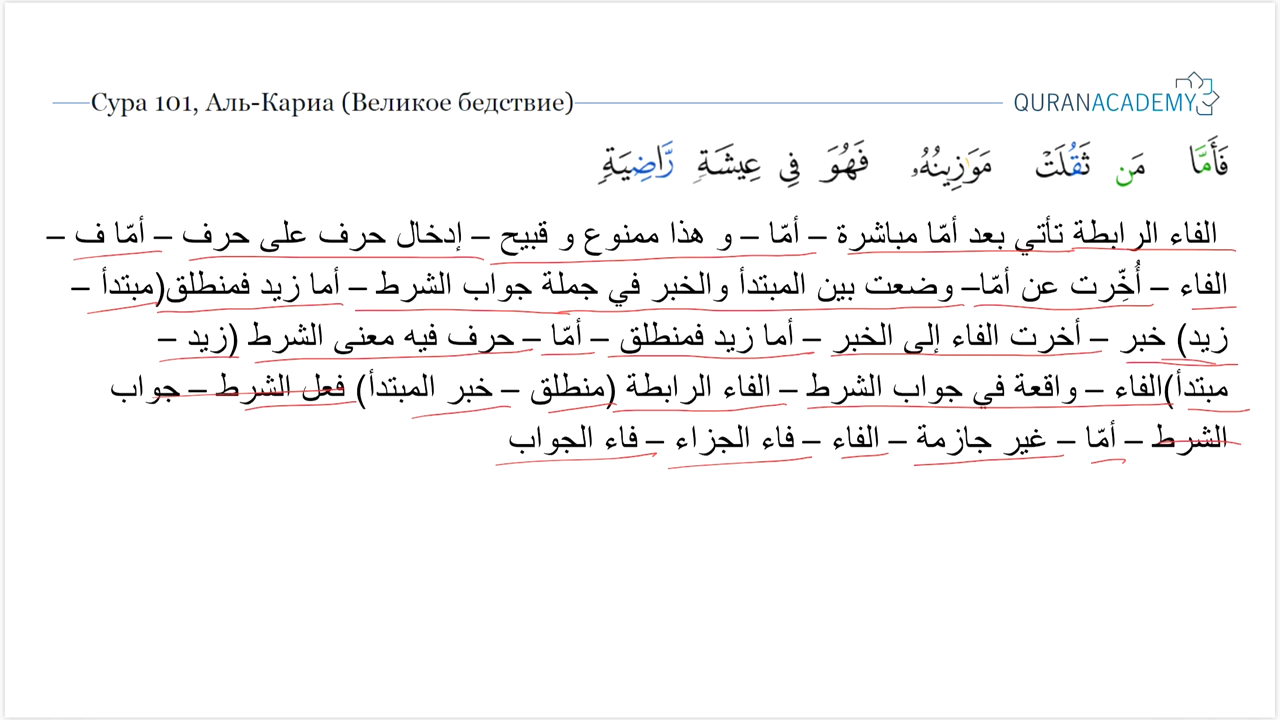 Сура 101, Аль-Кариа (Великое бедствие)
QURANACADEMY
فَأَمَّا مَن ثَقُلَتْ مَوَٰزِينُهُۥ فَهُوَ فِي عِيشَةٍ رَّاضِيَةٍ
الفاء الرابطة تأتي بعد أمّا مباشرة – أمّا – و هذا ممنوع و قبيح – إدخال حرف على حرف – أمّا ف –
الفاء – أُخِّرت عن أمّا– وضعت بين المبتدأ والخبر في جملة جواب الشرط – أما زيد فمنطلق(مبتدأ –
زيد) خبر – أخرت الفاء إلى الخبر – أما زيد فمنطلق – أمّا – حرف فيه معنى الشرط (زيد –
مبتدأ)الفاء – واقعة في جواب الشرط – الفاء الرابطة (منطلق – خبر المبتدأ) فعل الشرط – جواب
الشرط – أمّا – غير جازمة – الفاء – فاء الجزاء – فاء الجواب